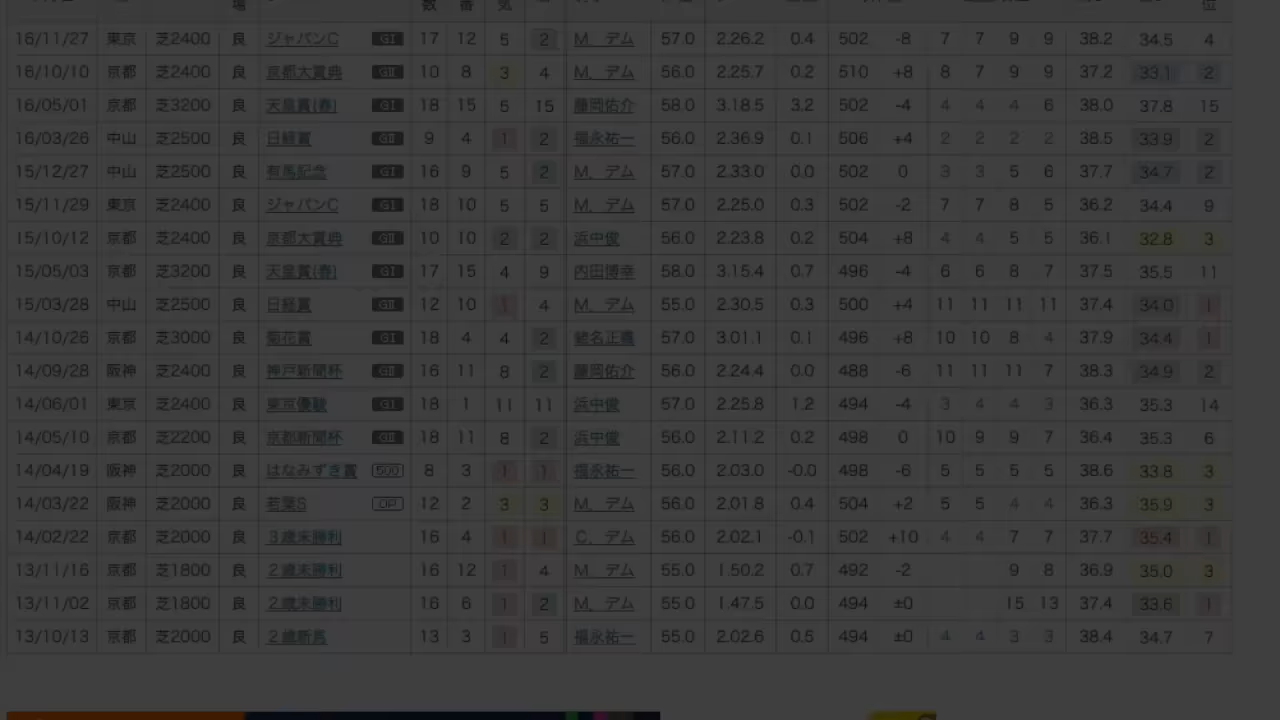 場 数 番 気 位
16/11/27 東京 芝2400 良 ジャパンC GI 17 12 5 2 M．デム 57.0 2.26.2 0.4 502 -8 7 7 9 9 38.2 34.5 4
16/10/10 京都 芝2400 良 京都大賞典 GII 10 8 3 4 M．デム 56.0 2.25.7 0.2 510 +8 8 7 9 9 37.2 33.1 2
16/05/01 京都 芝3200 良 天皇賞(春) GI 18 15 5 15 藤岡佑介 58.0 3.18.5 3.2 502 -4 4 4 4 6 38.0 37.8 15
16/03/26 中山 芝2500 良 日経賞 GII 9 4 1 2 福永祐一 56.0 2.36.9 0.1 506 +4 2 2 2 2 38.5 33.9 2
15/12/27 中山 芝2500 良 有馬記念 GI 16 9 5 2 M．デム 57.0 2.33.0 0.0 502 0 3 3 5 6 37.7 34.7 2
15/11/29 東京 芝2400 良 ジャパンC GI 18 10 5 5 M．デム 57.0 2.25.0 0.3 502 -2 7 7 8 5 36.2 34.4 9
15/10/12 京都 芝2400 良 京都大賞典 GII 10 10 2 2 浜中俊 56.0 2.23.8 0.2 504 +8 4 4 5 5 36.1 32.8 3
15/05/03 京都 芝3200 良 天皇賞(春) GI 17 15 4 9 内田博幸 58.0 3.15.4 0.7 496 -4 6 6 8 7 37.5 35.5 11
15/03/28 中山 芝2500 良 日経賞 GII 12 10 1 4 M．デム 55.0 2.30.5 0.3 500 +4 11 11 11 11 37.4 34.0 1
14/10/26 京都 芝3000 良 菊花賞 GI 18 4 4 2 蛯名正義 57.0 3.01.1 0.1 496 +8 10 10 8 4 37.9 34.4 1
14/09/28 阪神 芝2400 良 神戸新聞杯 GII 16 11 8 2 藤岡佑介 56.0 2.24.4 0.0 488 -6 11 11 11 7 38.3 34.9 2
14/06/01 東京 芝2400 良 東京優駿 GI 18 1 11 11 浜中俊 57.0 2.25.8 1.2 494 -4 3 4 4 3 36.3 35.3 14
14/05/10 京都 芝2200 良 京都新聞杯 GII 18 11 8 2 浜中俊 56.0 2.11.2 0.2 498 0 10 9 9 7 36.4 35.3 6
14/04/19 阪神 芝2000 良 はなみずき賞 500 8 3 1 1 福永祐一 56.0 2.03.0 -0.0 498 -6 5 5 5 5 38.6 33.8 3
14/03/22 阪神 芝2000 良 若葉S OP 12 2 3 3 M．デム 56.0 2.01.8 0.4 504 +2 5 5 4 4 36.3 35.9 3
14/02/22 京都 芝2000 良 3歳未勝利 16 4 1 1 C．デム 56.0 2.02.1 -0.1 502 +10 4 4 7 7 37.7 35.4 1
13/11/16 京都 芝1800 良 2歳未勝利 16 12 1 4 M．デム 55.0 1.50.2 0.7 492 -2 9 8 36.9 35.0 3
13/11/02 京都 芝1800 良 2歳未勝利 16 6 1 2 M．デム 55.0 1.47.5 0.0 494 ±0 15 13 37.4 33.6 1
13/10/13 京都 芝2000 良 2歳新馬 13 3 1 5 福永祐一 55.0 2.02.6 0.5 494 ±0 4 4 3 3 38.4 34.7 7